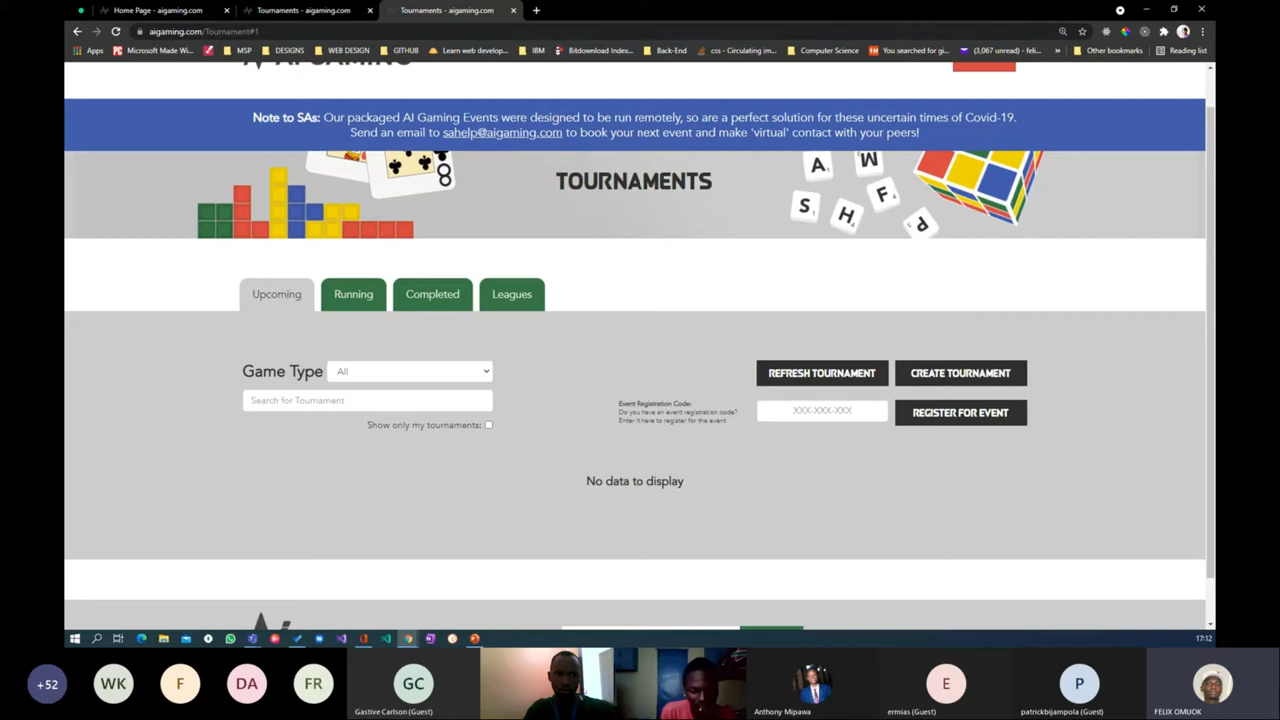 Home Page - aigaming.com
Tournaments - aigaming.com
Tournaments - aigaming.com
aigaming.com/Tournament#1
Apps
Microsoft Made Wi...
MSP
DESIGNS
WEB DESIGN
GITHUB
Learn web develop...
IBM
Bitdownload Index...
Back-End
css - Circulating im...
Computer Science
You searched for gi...
(3,067 unread) - feli...
Other bookmarks
Reading list
Note to SAs: Our packaged AI Gaming Events were designed to be run remotely, so are a perfect solution for these uncertain times of Covid-19.
Send an email to sahelp@aigaming.com to book your next event and make 'virtual' contact with your peers!
8
A
M
S
H
F
P
TOURNAMENTS
Upcoming
Running
Completed
Leagues
Game Type
All
REFRESH TOURNAMENT
CREATE TOURNAMENT
Search for Tournament
Event Registration Code:
Do you have an event registration code?
Enter it here to register for the event
XXX-XXX-XXX
REGISTER FOR EVENT
Show only my tournaments:
No data to display
17:12
+52
WK
F
DA
FR
GC
Gastive Carlson (Guest)
Anthony Mipawa
E
ermias (Guest)
P
patrickbijampola (Guest)
FELIX OMUOK